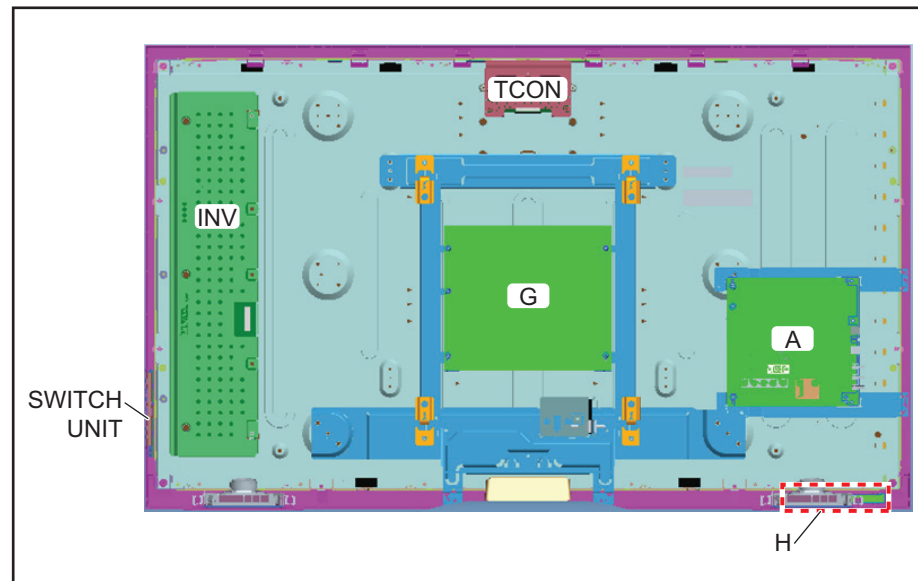 TCON
INV
G
A
SWITCH
UNIT
H